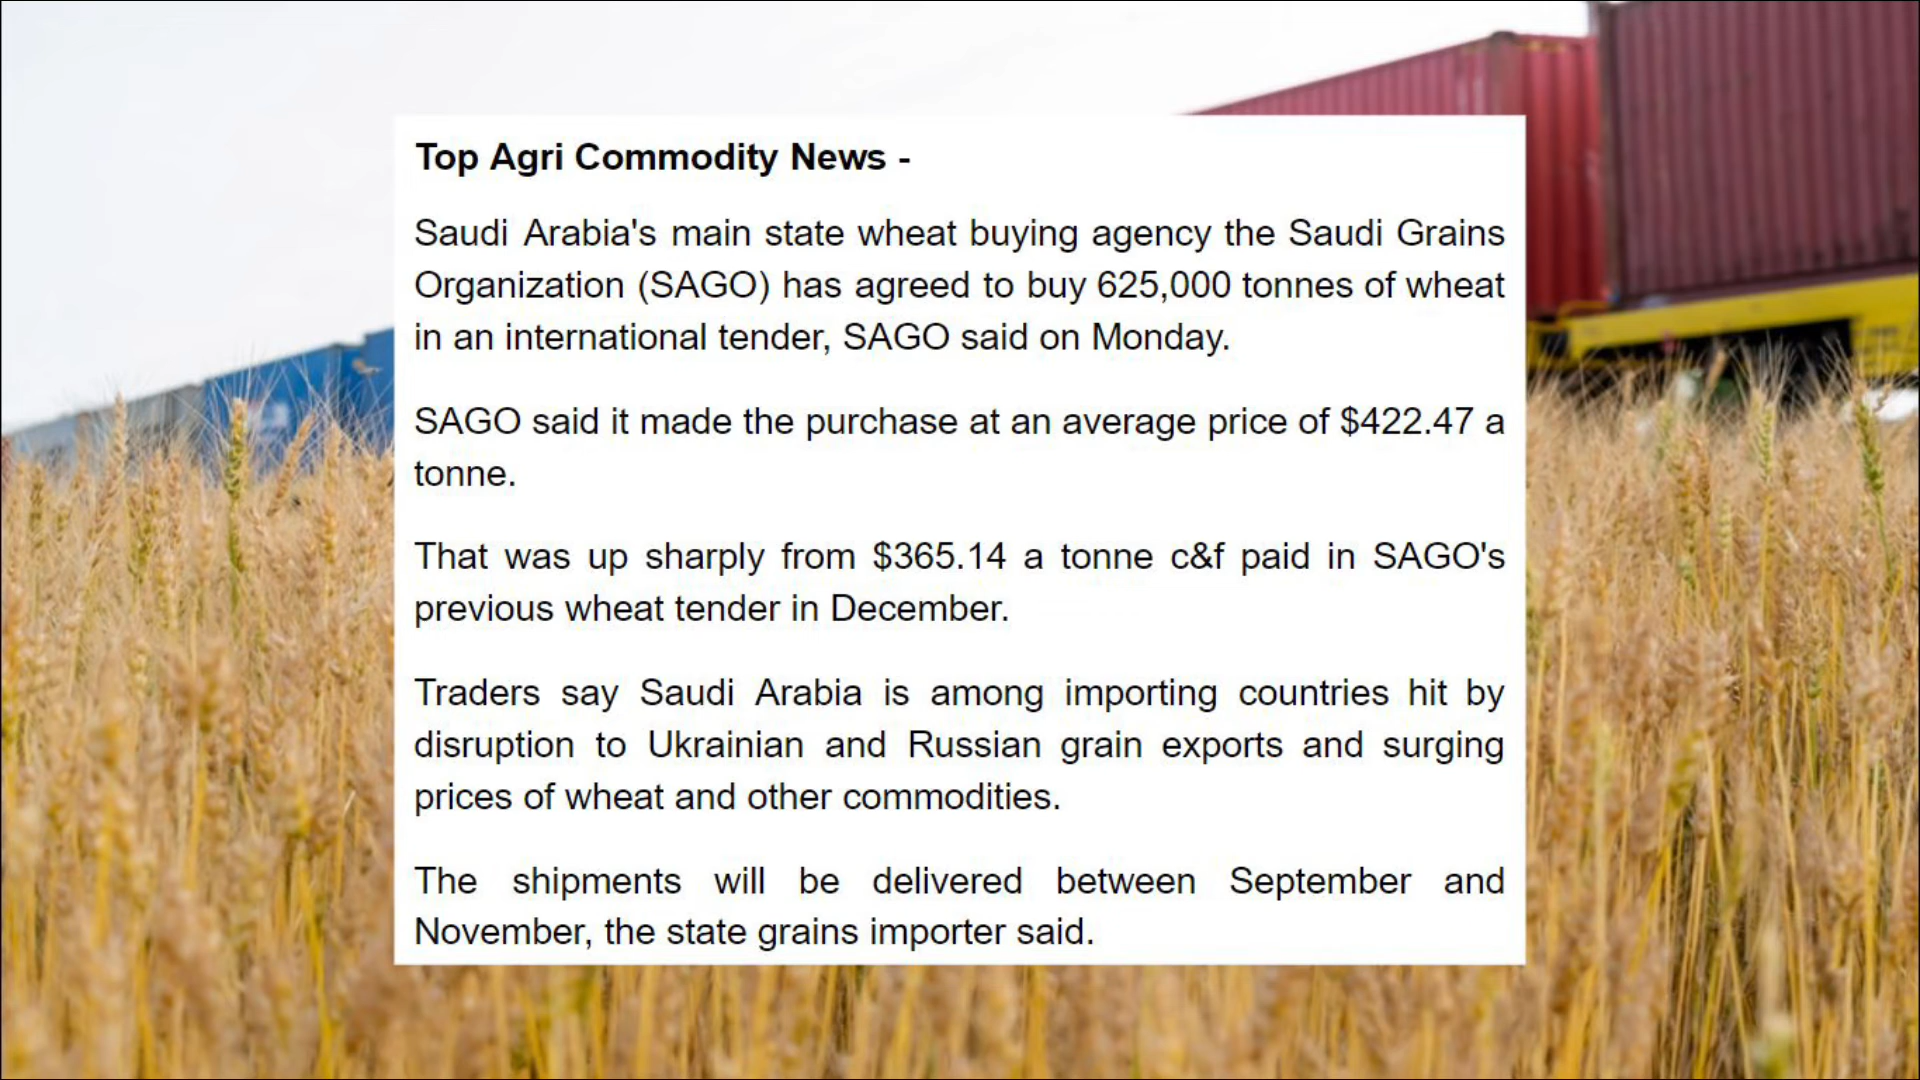 Top Agri Commodity News -
Saudi Arabia's main state wheat buying agency the Saudi Grains
Organization (SAGO) has agreed to buy 625,000 tonnes of wheat
in an international tender, SAGO said on Monday.
SAGO said it made the purchase at an average price of $422.47 a
tonne.
That was up sharply from $365.14 a tonne c&f paid in SAGO's
previous wheat tender in December.
Traders say Saudi Arabia is among importing countries hit by
disruption to Ukrainian and Russian grain exports and surging
prices of wheat and other commodities.
The shipments will be delivered between September and
November, the state grains importer said.